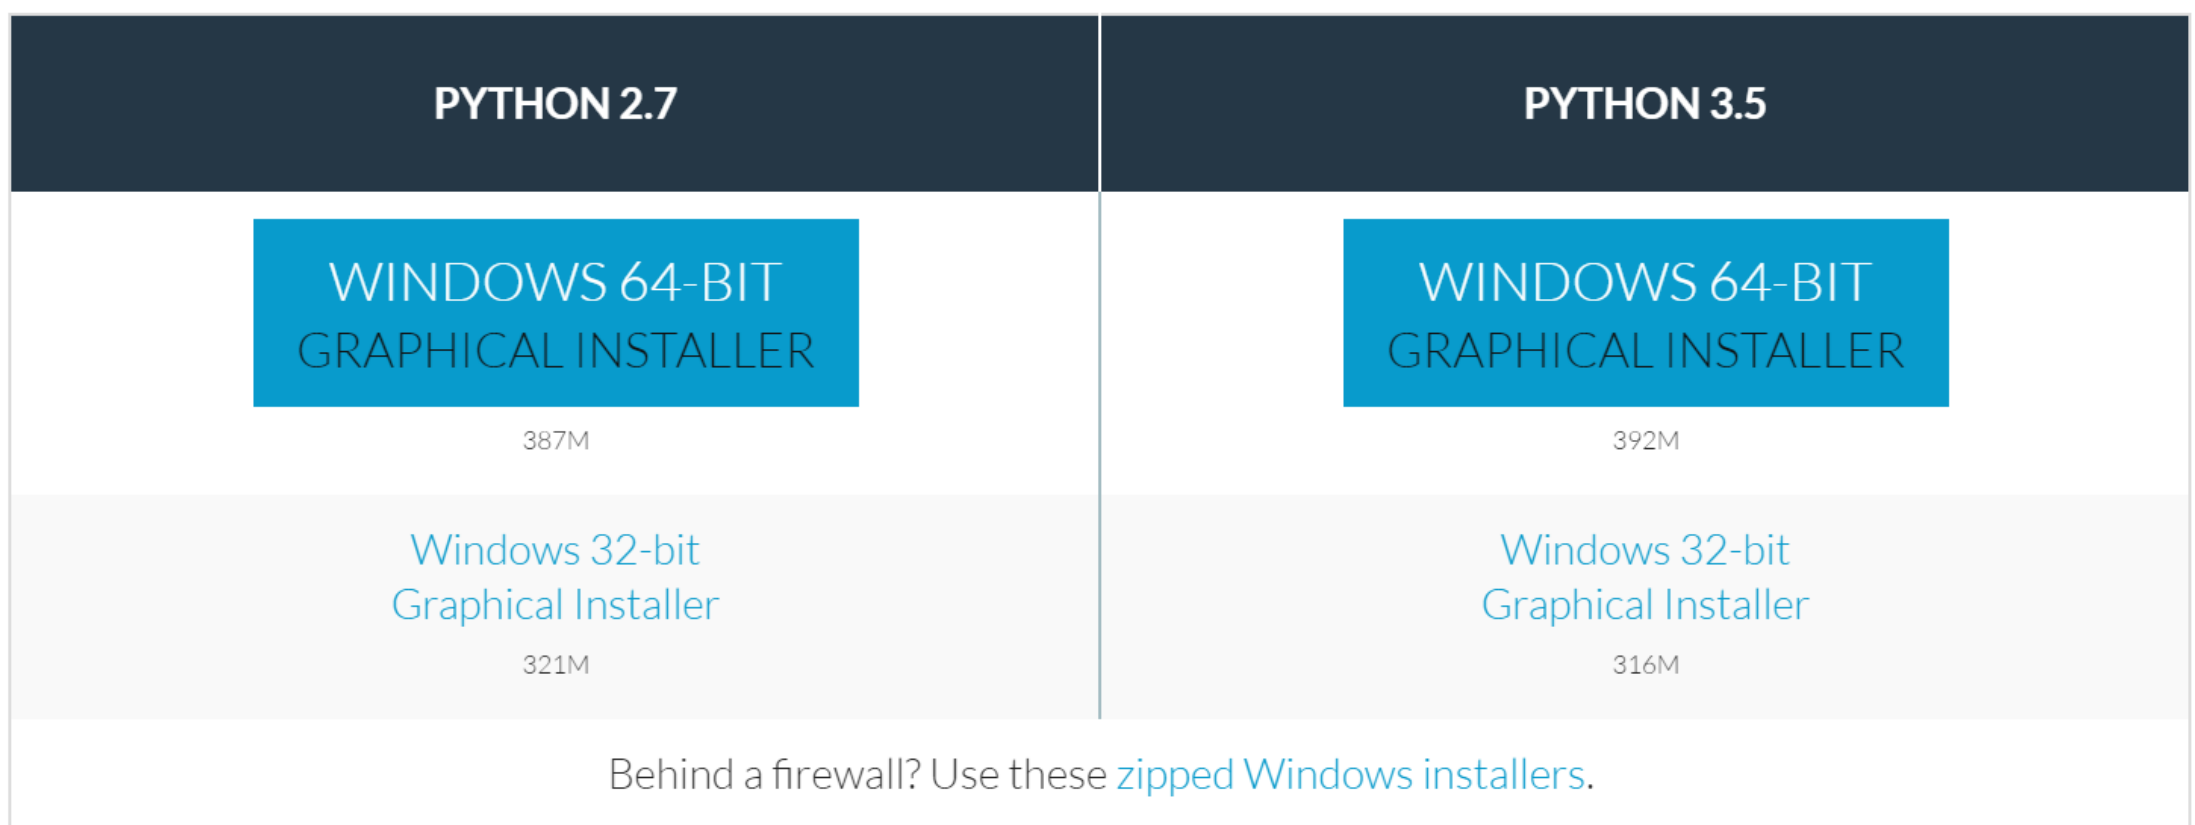 PYTHON 2.7
PYTHON 3.5
WINDOWS 64-BIT
GRAPHICAL INSTALLER
387M
WINDOWS 64-BIT
GRAPHICAL INSTALLER
392M
Windows 32-bit
Graphical Installer
321M
Windows 32-bit
Graphical Installer
316M
Behind a firewall? Use these zipped Windows installers.